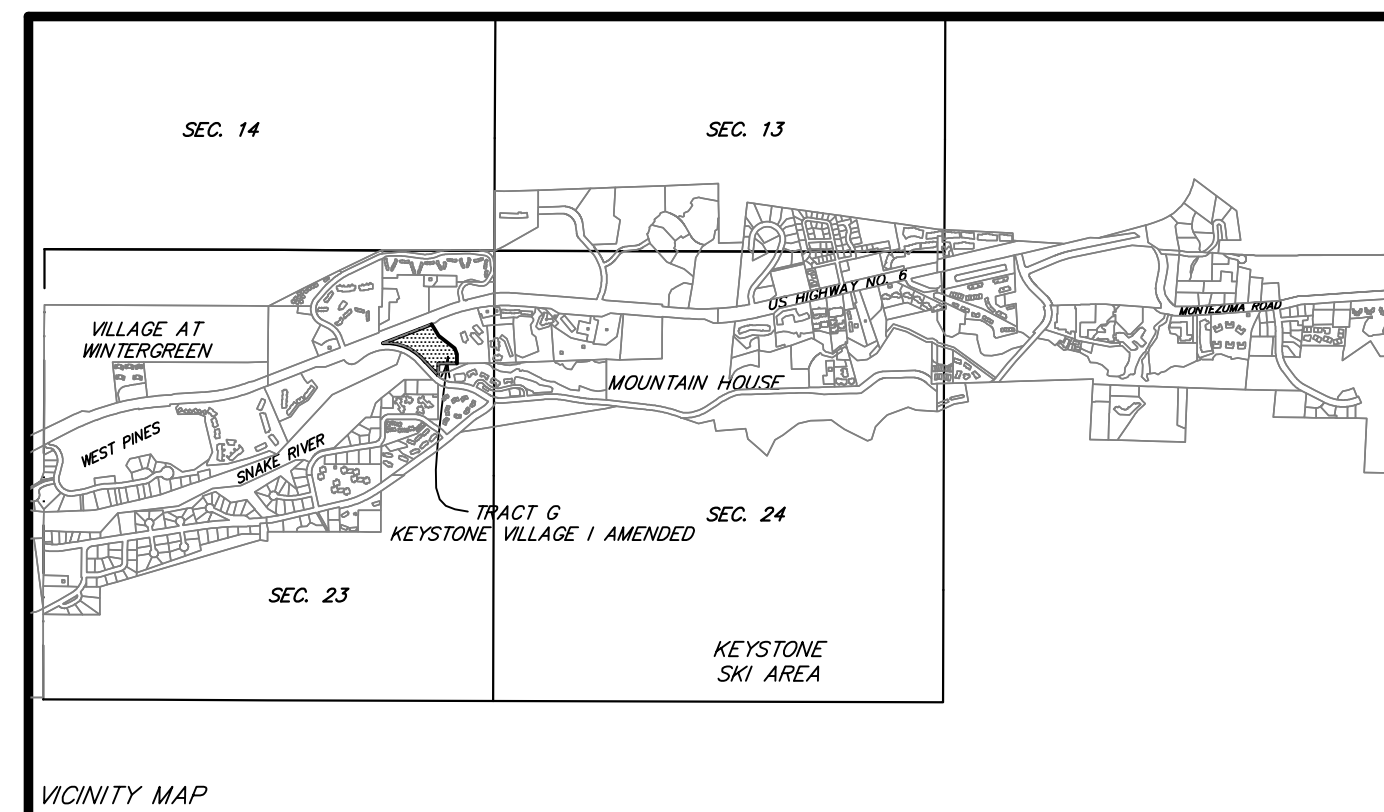 SEC. 14
SEC. 13
US HIGHWAY NO. 6
MONTEZUMA ROAD
VILLAGE AT
WINTERGREEN
MOUNTAIN HOUSE
WEST PINES
SNAKE RIVER
TRACT G
KEYSTONE VILLAGE I AMENDED
SEC. 24
SEC. 23
KEYSTONE
SKI AREA
VICINITY MAP